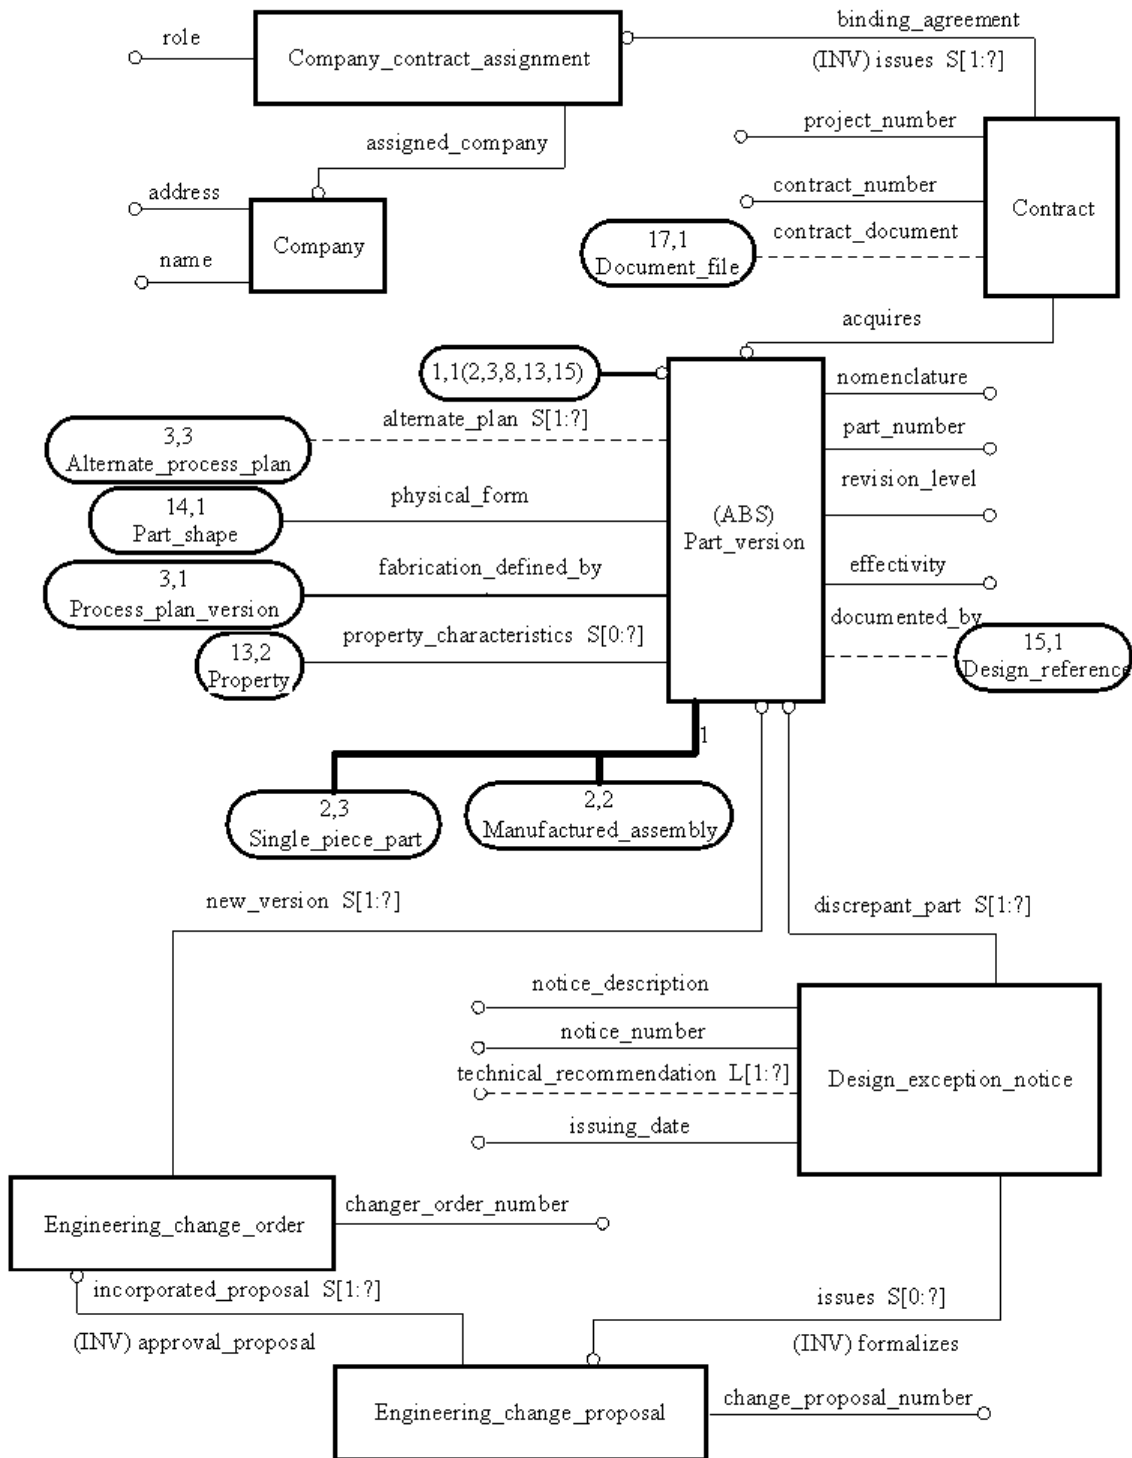 binding_agreement
role
Company_contract_assignment
(INV) issues S[1:?]
project_number
assigned_company
contract_number
address
Contract
17,1
contract_document
Company
Document_file
name
acquires
1,1(2,3,8,13,15)
nomenclature
alternate_plan S[1:?]
3,3
Alternate_process_plan
part_number
revision_level
physical_form
14,1
Part_shape
(ABS)
Part_version
fabrication_defined_by
effectivity
3,1
Process_plan_version
documented_by
property_characteristics S[0:?]
13,2
Property
15,1
Design_reference
1
2,3
Single_piece_part
2,2
Manufactured_assembly
new_version S[1:?]
discrepant_part S[1:?]
notice_description
notice_number
technical_recommendation L[1:?]
Design_exception_notice
issuing_date
changer_order_number
Engineering_change_order
incorporated_proposal S[1:?]
issues S[0:?]
(INV) approval_proposal
(INV) formalizes
change_proposal_number
Engineering_change_proposal